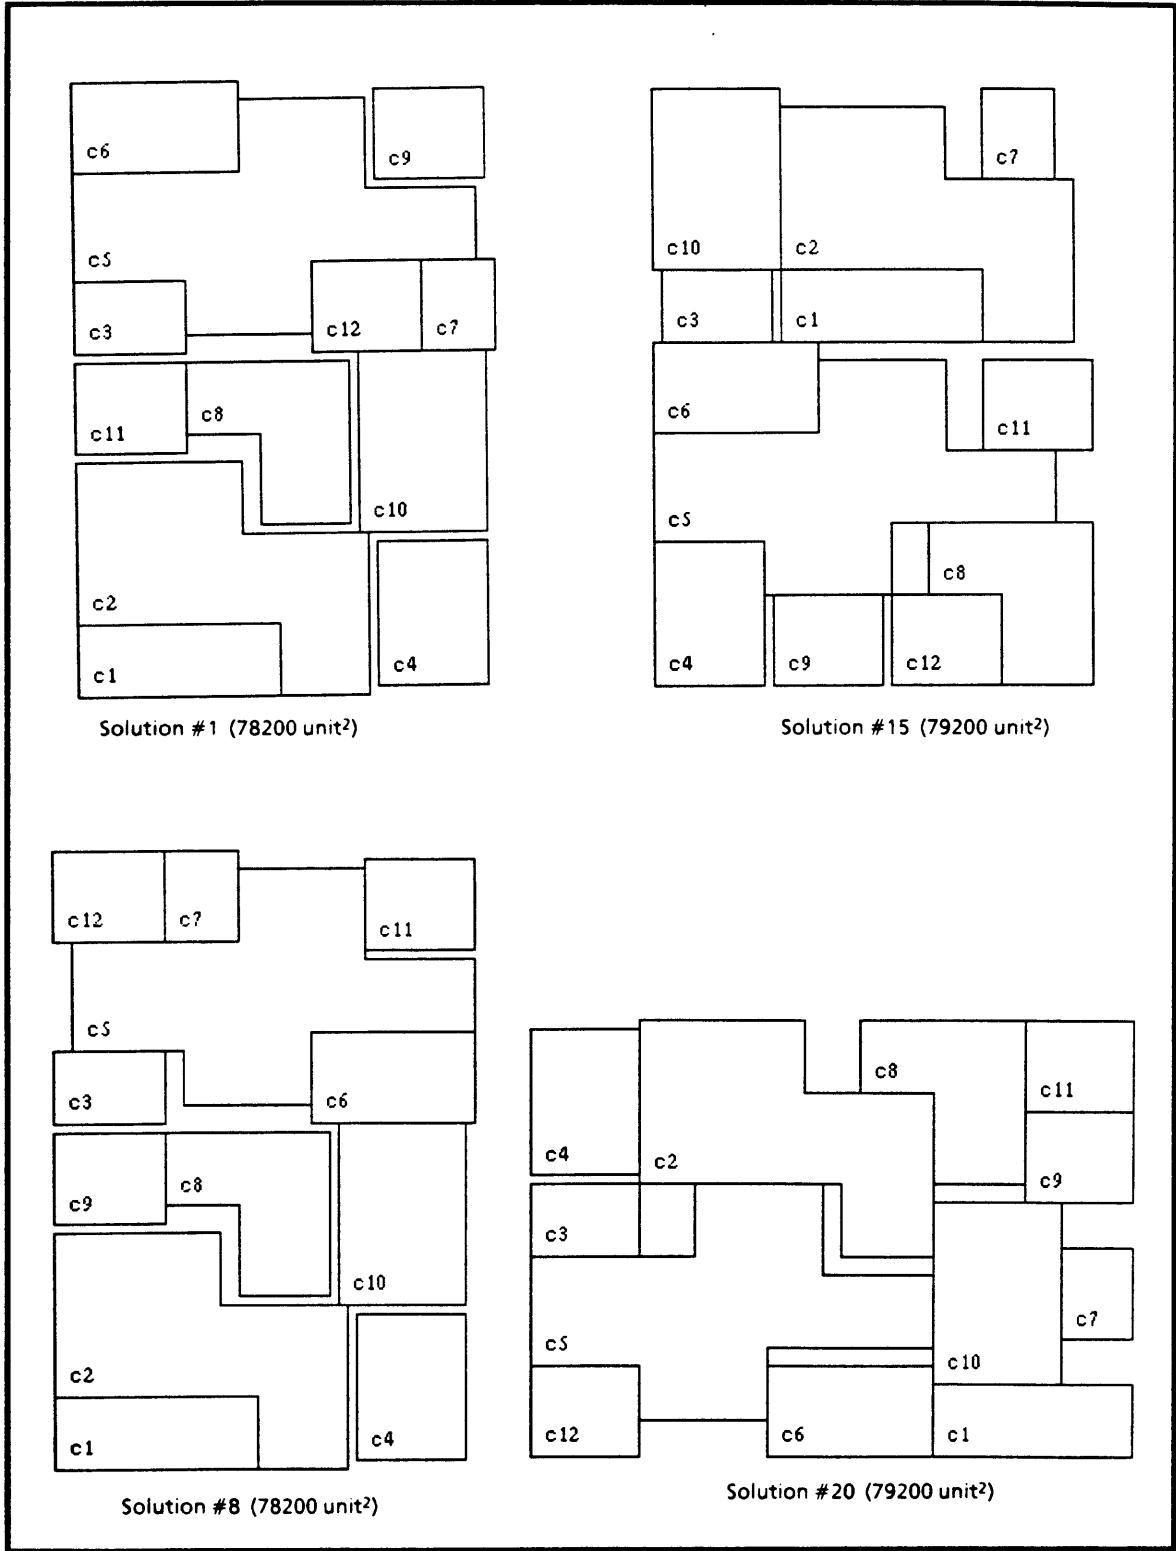 c6
c9
c5
c3
c12
c7
c11
c8
c10
c2
c1
c4
Solution #1 (78200 unit²)
c7
c10
c2
c3
c1
c6
c11
c5
c8
c4
c9
c12
Solution #15 (79200 unit²)
c12
c7
c11
c5
c3
c6
c9
c8
c10
c2
c1
c4
Solution #8 (78200 unit²)
c8
c11
c4
c2
c9
c3
c7
c5
c10
c12
c6
c1
Solution #20 (79200 unit²)